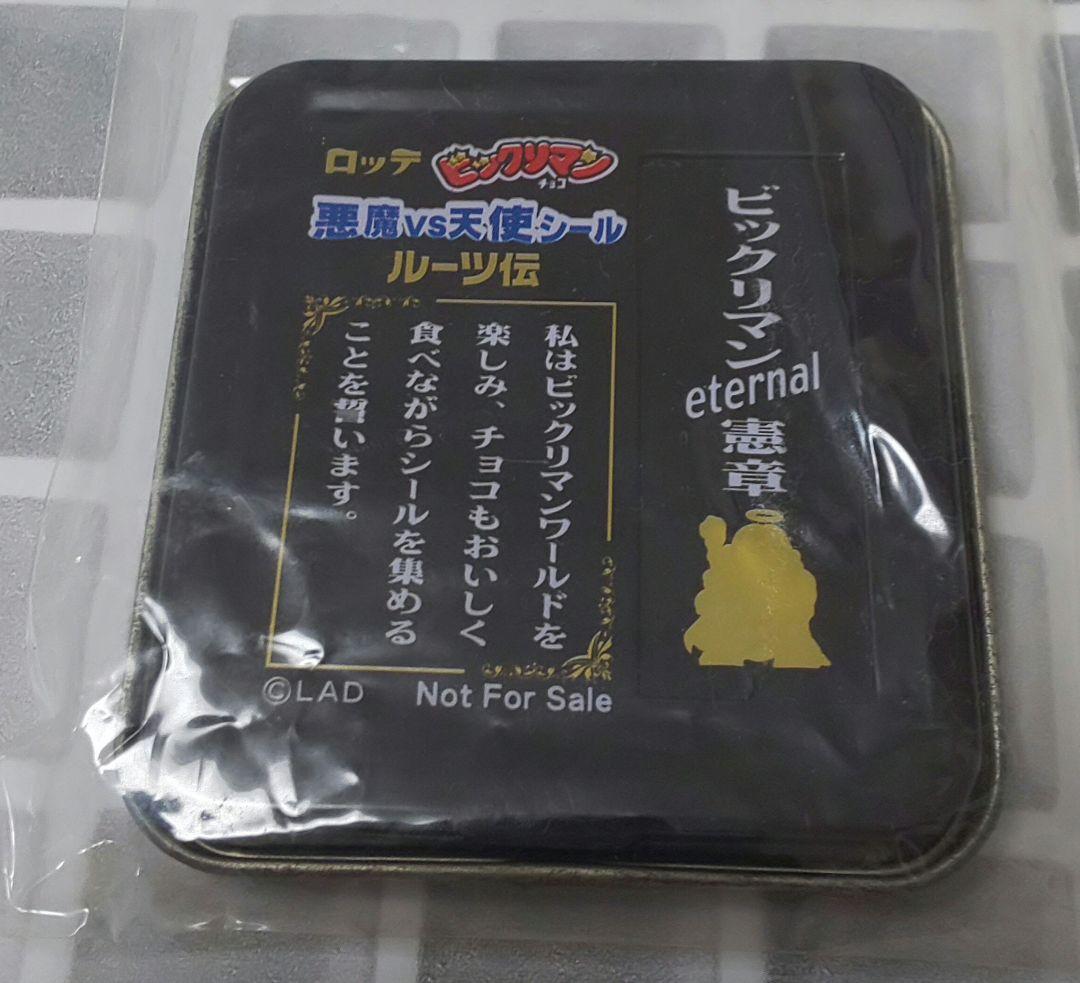 ロッテ ビックリマン
チョコ
悪魔VS天使シール
ルーツ伝
ビックリマン
eternal
憲章。
私はビックリマンワールドを
楽しみ、チョコもおいしく
食べながらシールを集める
ことを誓います。
©LAD Not For Sale